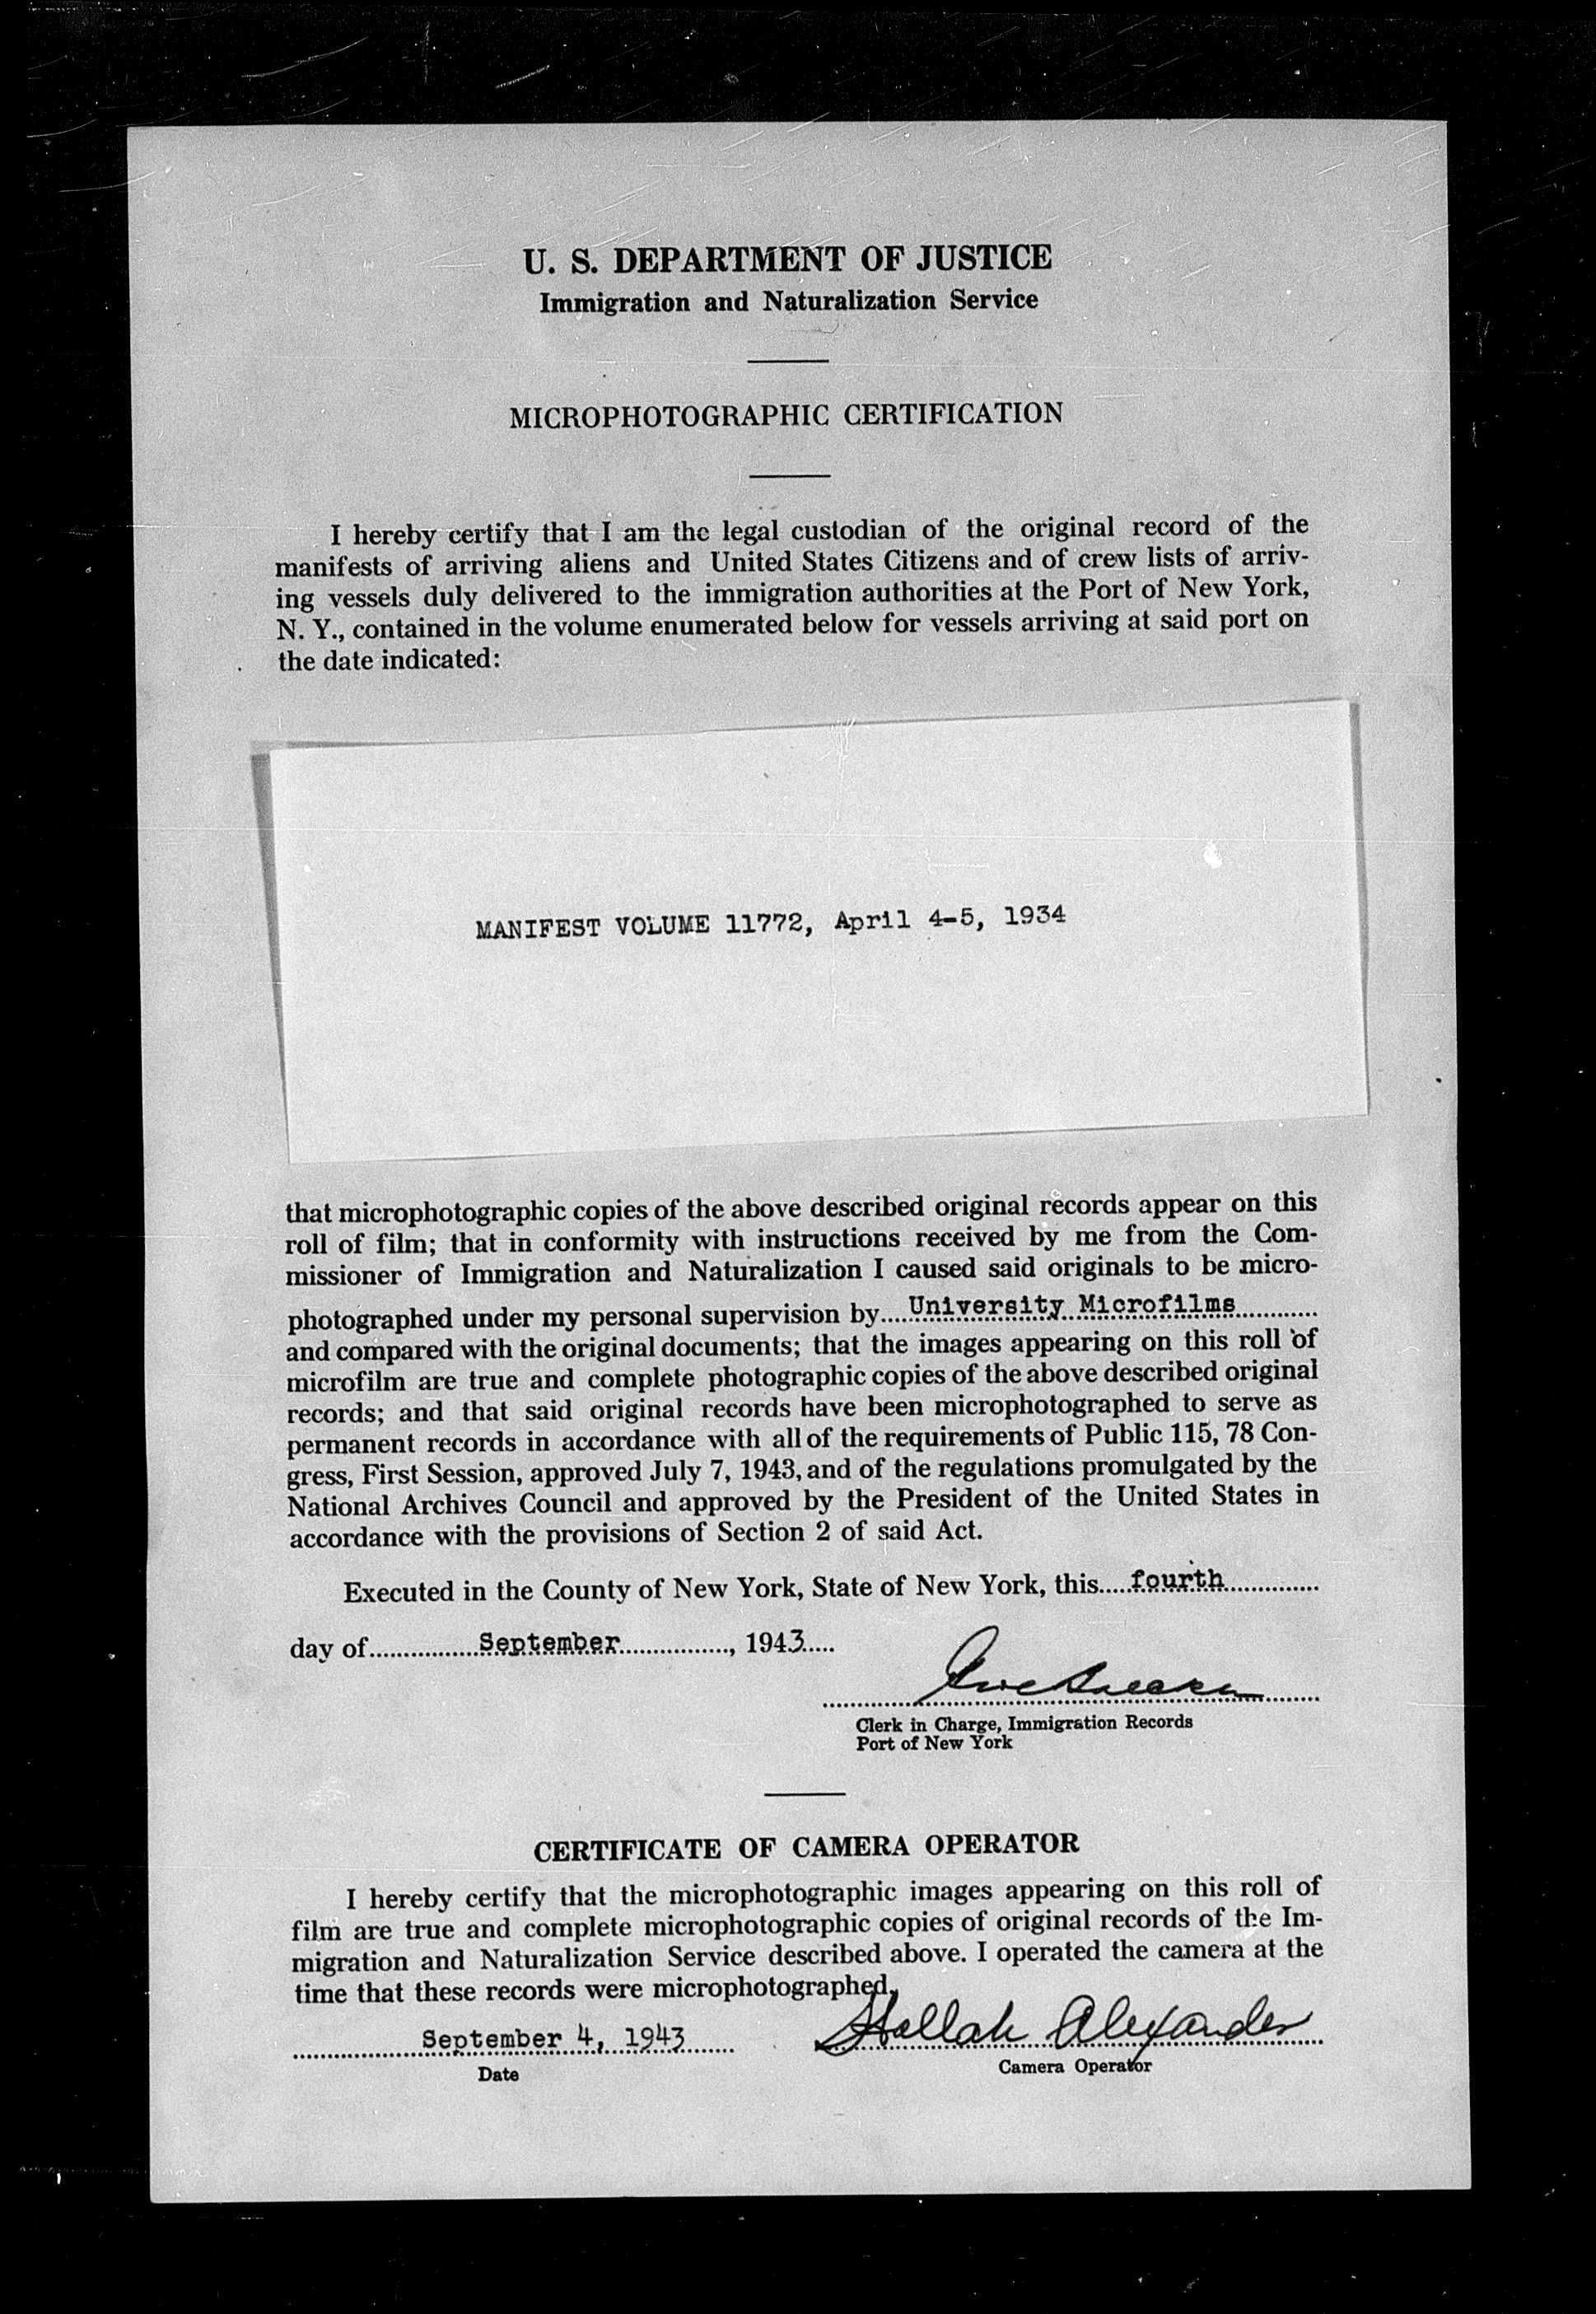 U. S. DEPARTMENT OF JUSTICE
Immigration and Naturalization Service
MICROPHOTOGRAPHIC CERTIFICATION
I hereby certify that I am the legal custodian of the original record of the
manifests of arriving aliens and United States Citizens and of crew lists of arriv-
ing vessels duly delivered to the immigration authorities at the Port of New York,
N. Y., contained in the volume enumerated below for vessels arriving at said port on
the date indicated:
MANIFEST VOLUME 11772, April 4-5, 1934
that microphotographic copies of the above described original records appear on this
roll of film; that in conformity with instructions received by me from the Com-
missioner of Immigration and Naturalization I caused said originals to be micro-
photographed under my personal supervision by....University Microfilms............
and compared with the original documents; that the images appearing on this roll of
microfilm are true and complete photographic copies of the above described original
records; and that said original records have been microphotographed to serve as
permanent records in accordance with all of the requirements of Public 115, 78 Con-
gress, First Session, approved July 7, 1943, and of the regulations promulgated by the
National Archives Council and approved by the President of the United States in
accordance with the provisions of Section 2 of said Act.
Executed in the County of New York, State of New York, this.....fourth..............
day of................September................, 1943.....
Clerk in Charge, Immigration Records
Port of New York
CERTIFICATE OF CAMERA OPERATOR
I hereby certify that the microphotographic images appearing on this roll of
film are true and complete microphotographic copies of original records of the Im-
migration and Naturalization Service described above. I operated the camera at the
time that these records were microphotographed.
September 4, 1943 Alexander
Date Camera Operator